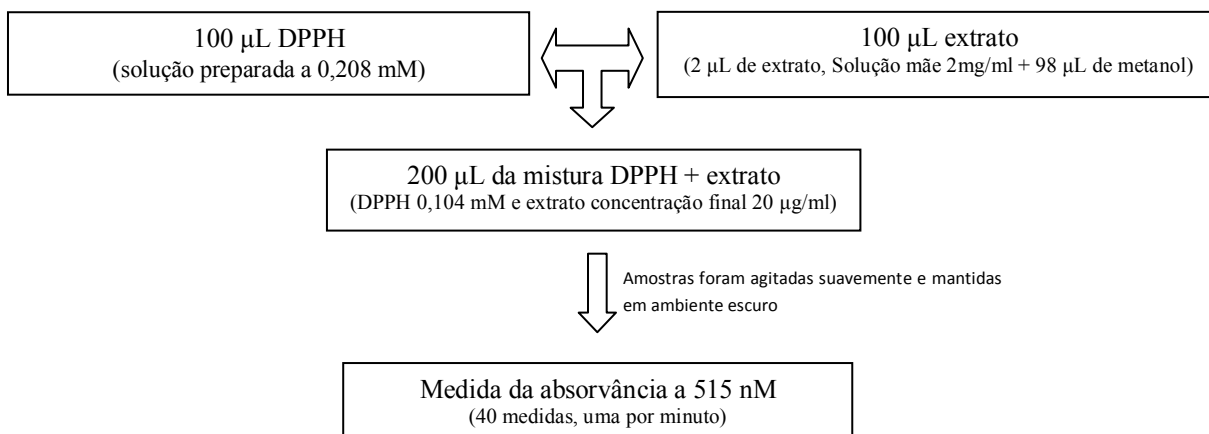 100 μL DPPH
(solução preparada a 0,208 mM)
100 μL extrato
(2 μL de extrato, Solução mãe 2mg/ml + 98 μL de metanol)
200 μL da mistura DPPH + extrato
(DPPH 0,104 mM e extrato concentração final 20 μg/ml)
Amostras foram agitadas suavemente e mantidas
em ambiente escuro
Medida da absorvância a 515 nM
(40 medidas, uma por minuto)